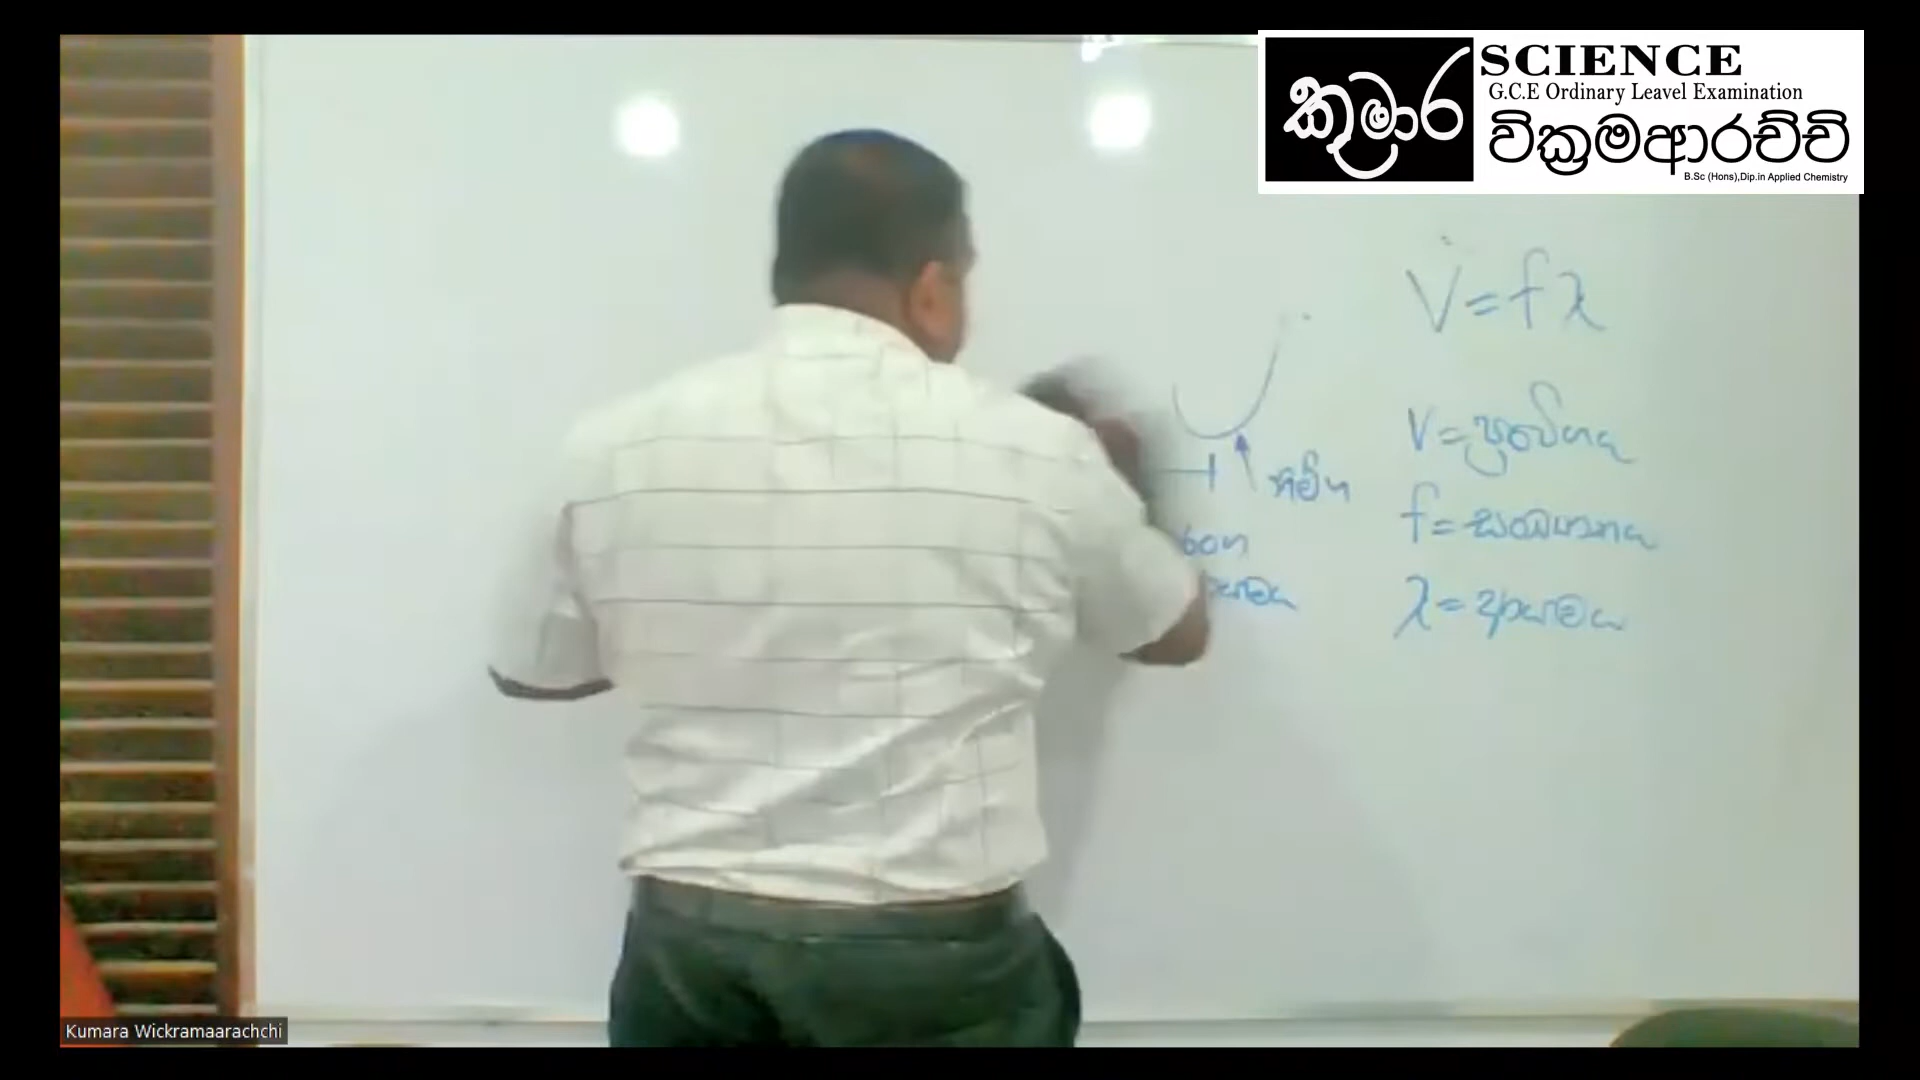 කුමාර
SCIENCE
G.C.E Ordinary Leavel Examination
වික්‍රමආරච්චි
B.Sc (Hons),Dip.in Applied Chemistry
V = fλ
V = ප්‍රවේගය
f = සංඛ්‍යාතය
λ = ආයාමය
නිම්න
රංග
යාමය
Kumara Wickramaarachchi